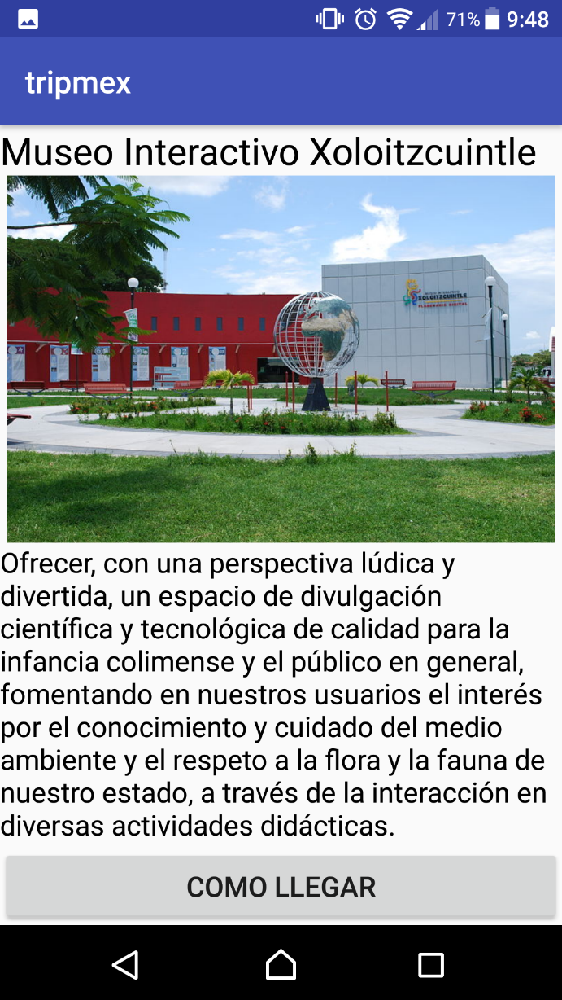 71% 9:48
tripmex
Museo Interactivo Xoloitzcuintle
MUSEO INTERACTIVO
XOLOITZCUINTLE
PLANETARIO DIGITAL
Ofrecer, con una perspectiva lúdica y
divertida, un espacio de divulgación
científica y tecnológica de calidad para la
infancia colimense y el público en general,
fomentando en nuestros usuarios el interés
por el conocimiento y cuidado del medio
ambiente y el respeto a la flora y la fauna de
nuestro estado, a través de la interacción en
diversas actividades didácticas.
COMO LLEGAR